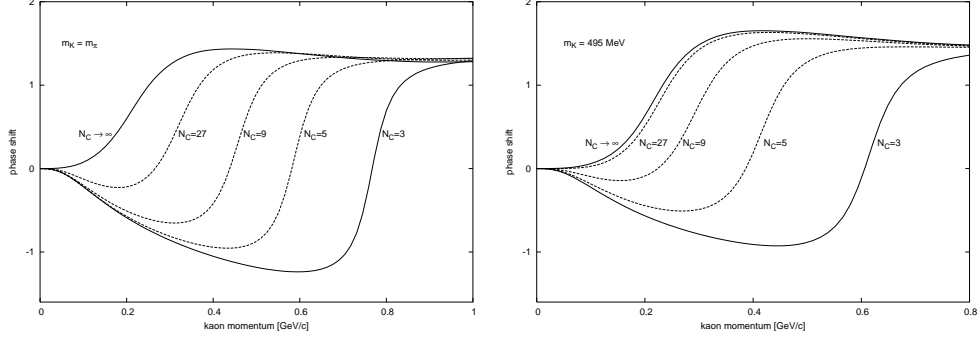 2
1
0
-1
phase shift
m_K = m_π
N_C → ∞
N_C=27
N_C=9
N_C=5
N_C=3
0
0.2
0.4
0.6
0.8
1
kaon momentum [GeV/c]
2
1
0
-1
phase shift
m_K = 495 MeV
N_C → ∞
N_C=27
N_C=9
N_C=5
N_C=3
0
0.2
0.4
0.6
0.8
kaon momentum [GeV/c]